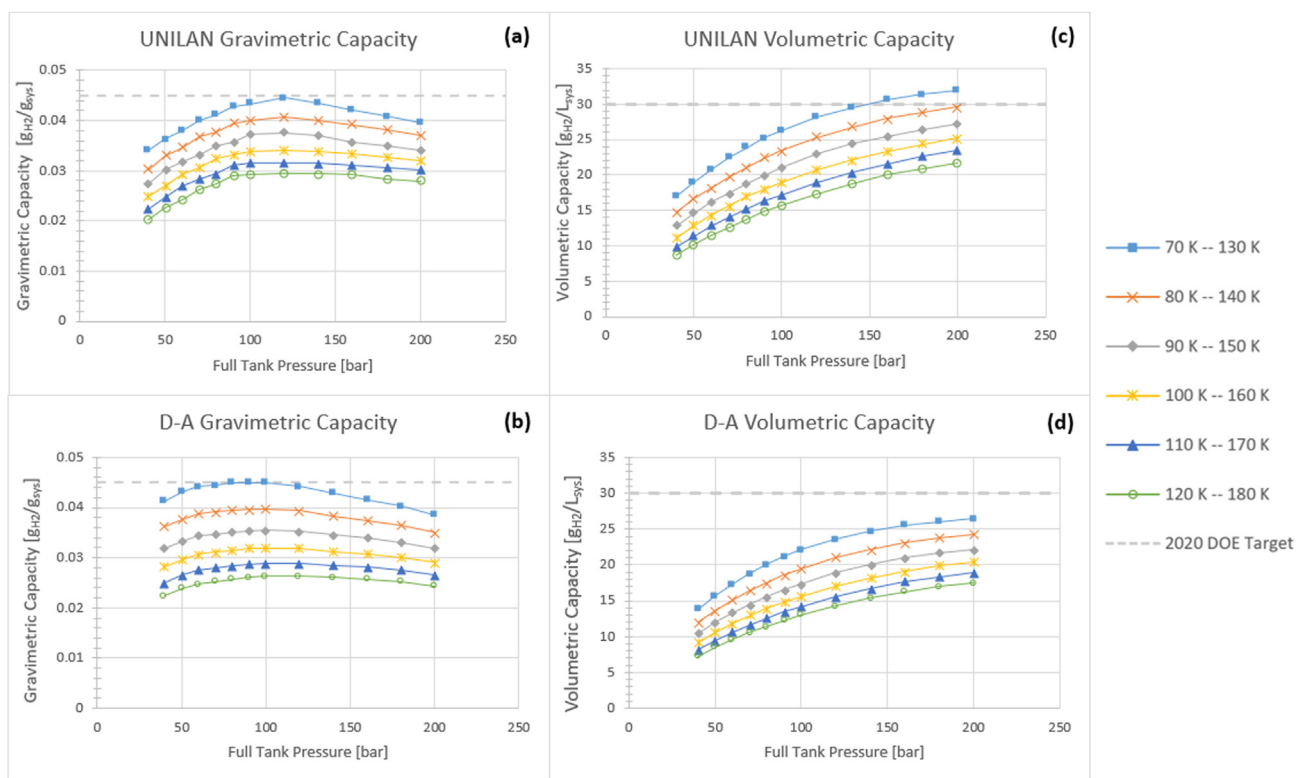 UNILAN Gravimetric Capacity
(a)
Gravimetric Capacity [gH2/gsys]
0.05
0.04
0.03
0.02
0.01
0
0 50 100 150 200 250
Full Tank Pressure [bar]
UNILAN Volumetric Capacity
(c)
Volumetric Capacity [gH2/Lsys]
35
30
25
20
15
10
5
0
0 50 100 150 200 250
Full Tank Pressure [bar]
D-A Gravimetric Capacity
(b)
Gravimetric Capacity [gH2/gsys]
0.05
0.04
0.03
0.02
0.01
0
0 50 100 150 200 250
Full Tank Pressure [bar]
D-A Volumetric Capacity
(d)
Volumetric Capacity [gH2/Lsys]
35
30
25
20
15
10
5
0
0 50 100 150 200 250
Full Tank Pressure [bar]
70 K -- 130 K
80 K -- 140 K
90 K -- 150 K
100 K -- 160 K
110 K -- 170 K
120 K -- 180 K
2020 DOE Target